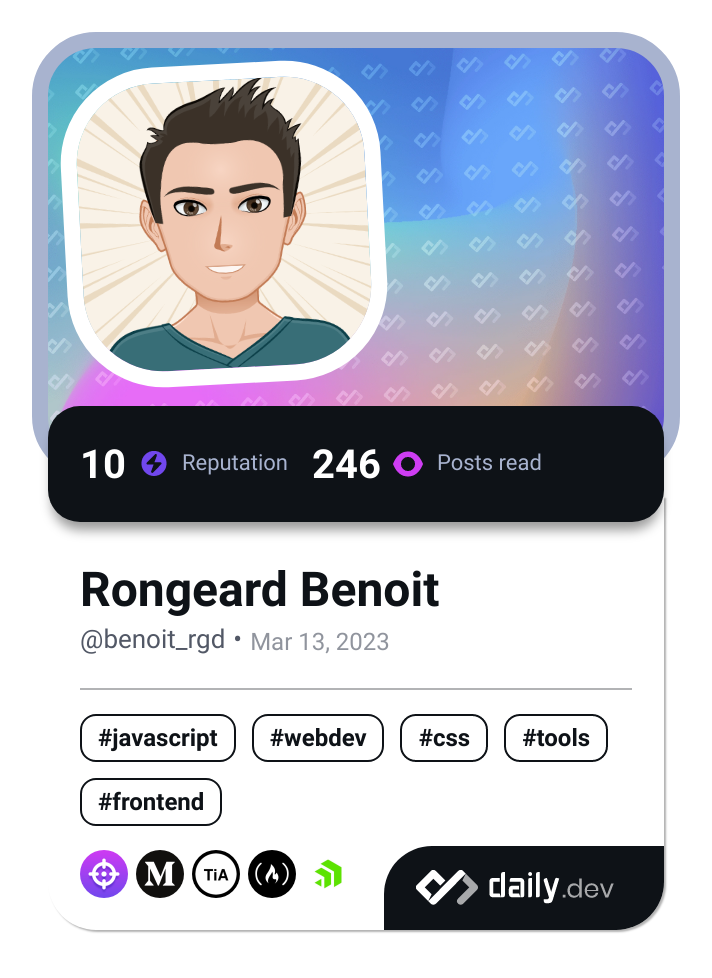 10 Reputation 246 Posts read
Rongeard Benoit
@benoit_rgd • Mar 13, 2023
#javascript #webdev #css #tools
#frontend
M TiA
daily.dev